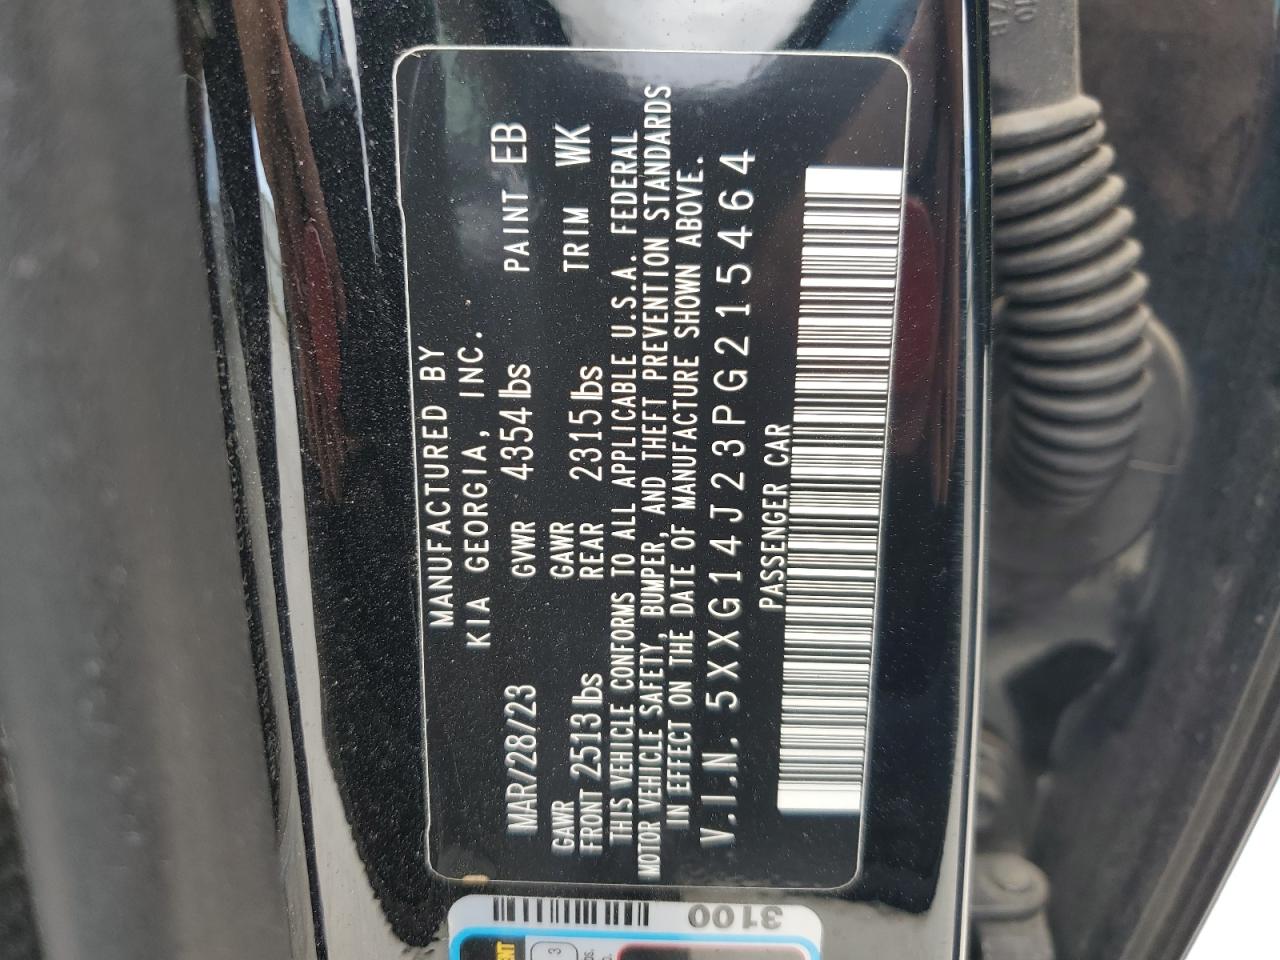 MANUFACTURED BY
KIA GEORGIA, INC.
MAR/28/23 GVWR 4354 lbs PAINT EB
GAWR FRONT 2513 lbs GAWR REAR 2315 lbs TRIM WK
THIS VEHICLE CONFORMS TO ALL APPLICABLE U.S.A. FEDERAL
MOTOR VEHICLE SAFETY, BUMPER, AND THEFT PREVENTION STANDARDS
IN EFFECT ON THE DATE OF MANUFACTURE SHOWN ABOVE.
V.I.N. 5XXG14J23PG215464
PASSENGER CAR
3100
3